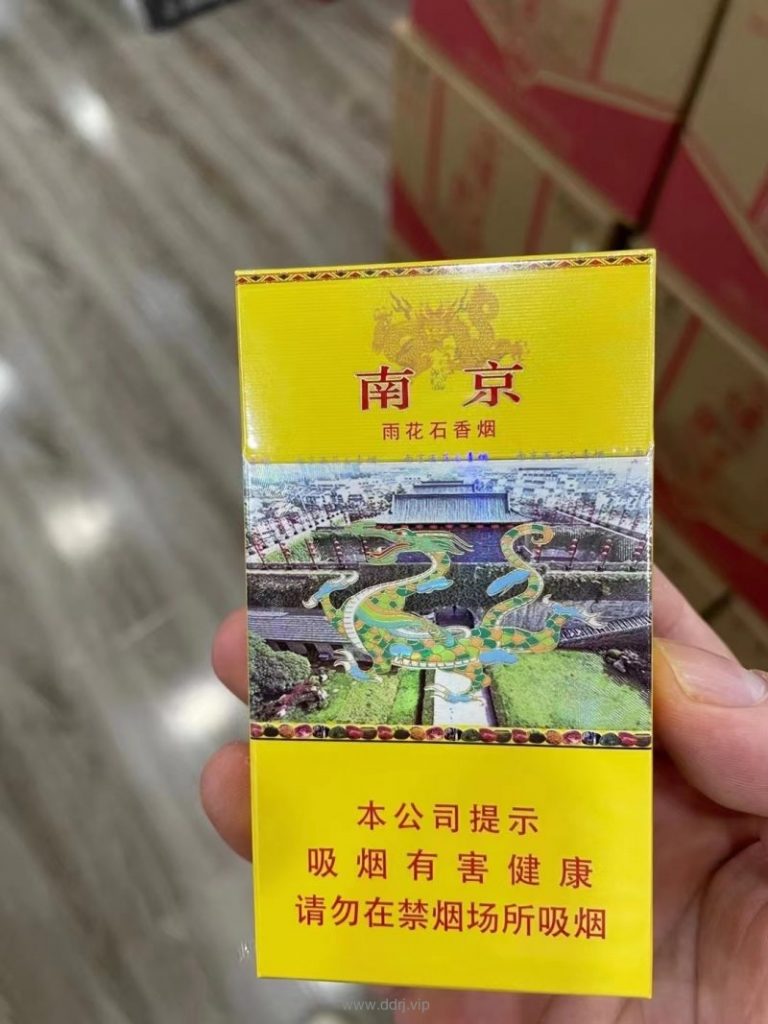 南京
雨花石香烟
本公司提示
吸烟有害健康
请勿在禁烟场所吸烟
www.ddrj.vip